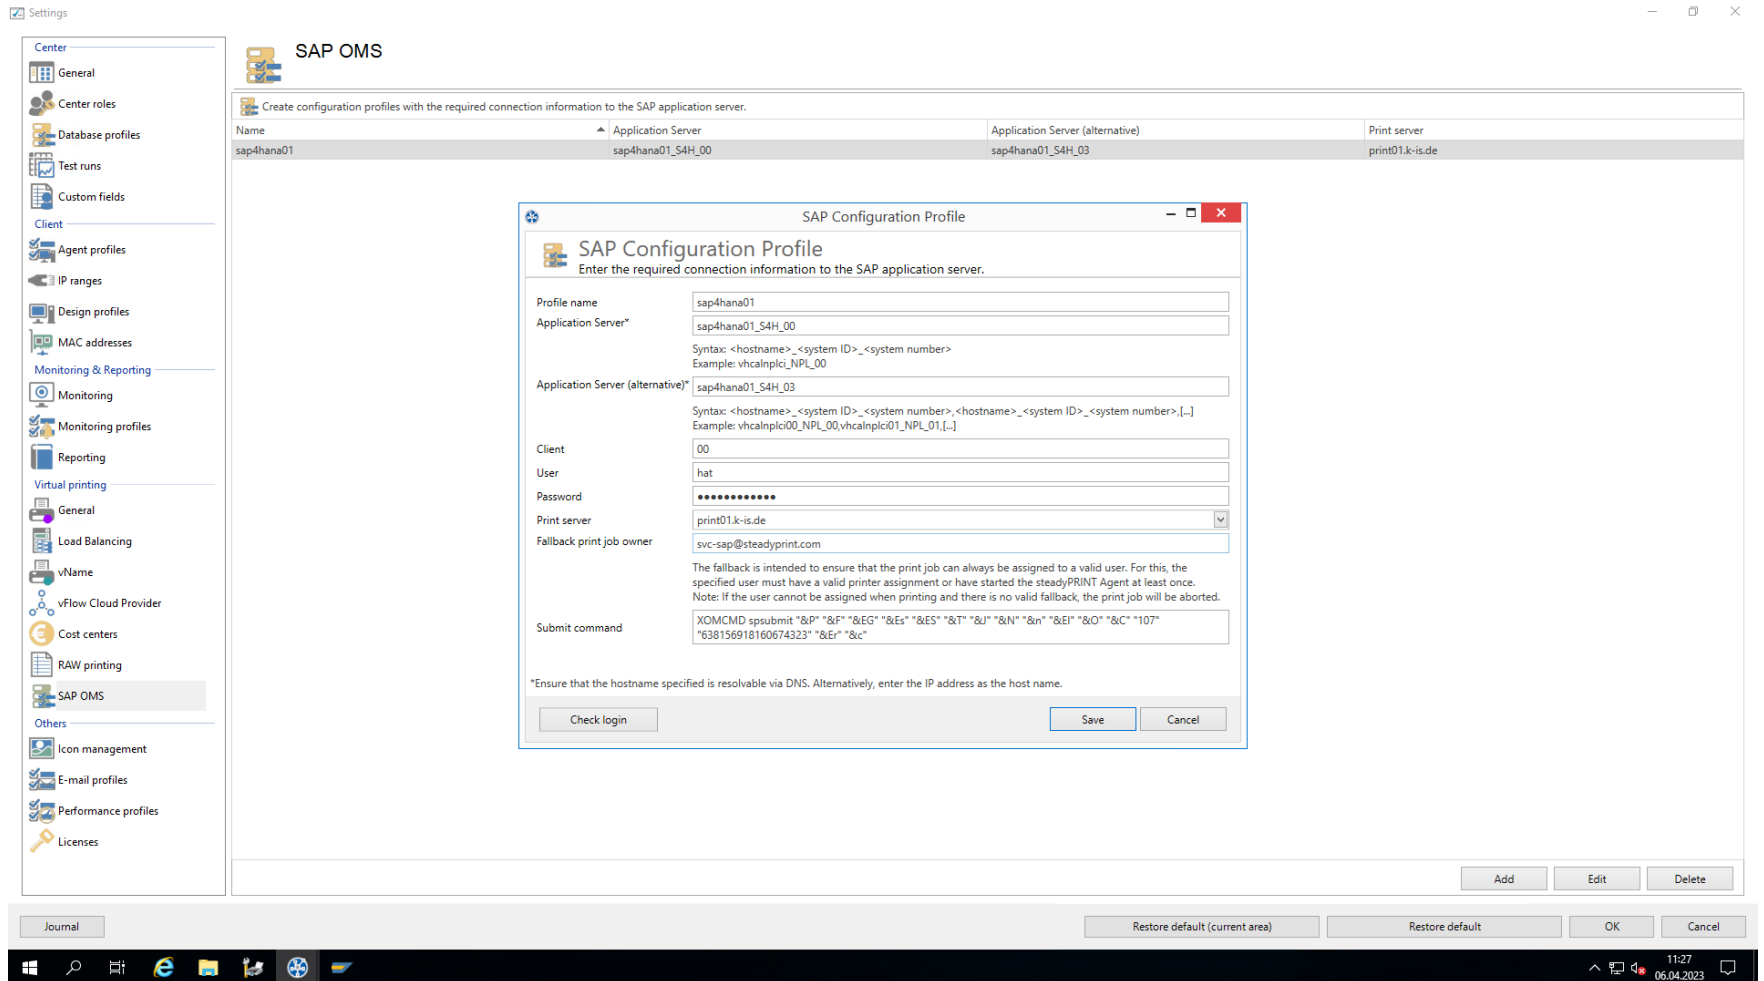 Settings
Center
General
Center roles
Database profiles
Test runs
Custom fields
Client
Agent profiles
IP ranges
Design profiles
MAC addresses
Monitoring & Reporting
Monitoring
Monitoring profiles
Reporting
Virtual printing
General
Load Balancing
vName
vFlow Cloud Provider
Cost centers
RAW printing
SAP OMS
Others
Icon management
E-mail profiles
Performance profiles
Licenses
SAP OMS
Create configuration profiles with the required connection information to the SAP application server.
Name Application Server Application Server (alternative) Print server
sap4hana01 sap4hana01_S4H_00 sap4hana01_S4H_03 print01.k-is.de
SAP Configuration Profile
SAP Configuration Profile
Enter the required connection information to the SAP application server.
Profile name sap4hana01
Application Server* sap4hana01_S4H_00
Syntax: <hostname>_<system ID>_<system number>
Example: vhcalnplci_NPL_00
Application Server (alternative)* sap4hana01_S4H_03
Syntax: <hostname>_<system ID>_<system number>,<hostname>_<system ID>_<system number>,[...]
Example: vhcalnplci00_NPL_00,vhcalnplci01_NPL_01,[...]
Client 00
User hat
Password ●●●●●●●●●●●●
Print server print01.k-is.de
Fallback print job owner svc-sap@steadyprint.com
The fallback is intended to ensure that the print job can always be assigned to a valid user. For this, the
specified user must have a valid printer assignment or have started the steadyPRINT Agent at least once.
Note: If the user cannot be assigned when printing and there is no valid fallback, the print job will be aborted.
Submit command XOMCMD spsubmit "&P" "&F" "&EG" "&Es" "&ES" "&T" "&J" "&N" "&n" "&EI" "&O" "&C" "107"
"638156918160674323" "&Er" "&c"
*Ensure that the hostname specified is resolvable via DNS. Alternatively, enter the IP address as the host name.
Check login Save Cancel
Add Edit Delete
Journal Restore default (current area) Restore default OK Cancel
11:27
06.04.2023